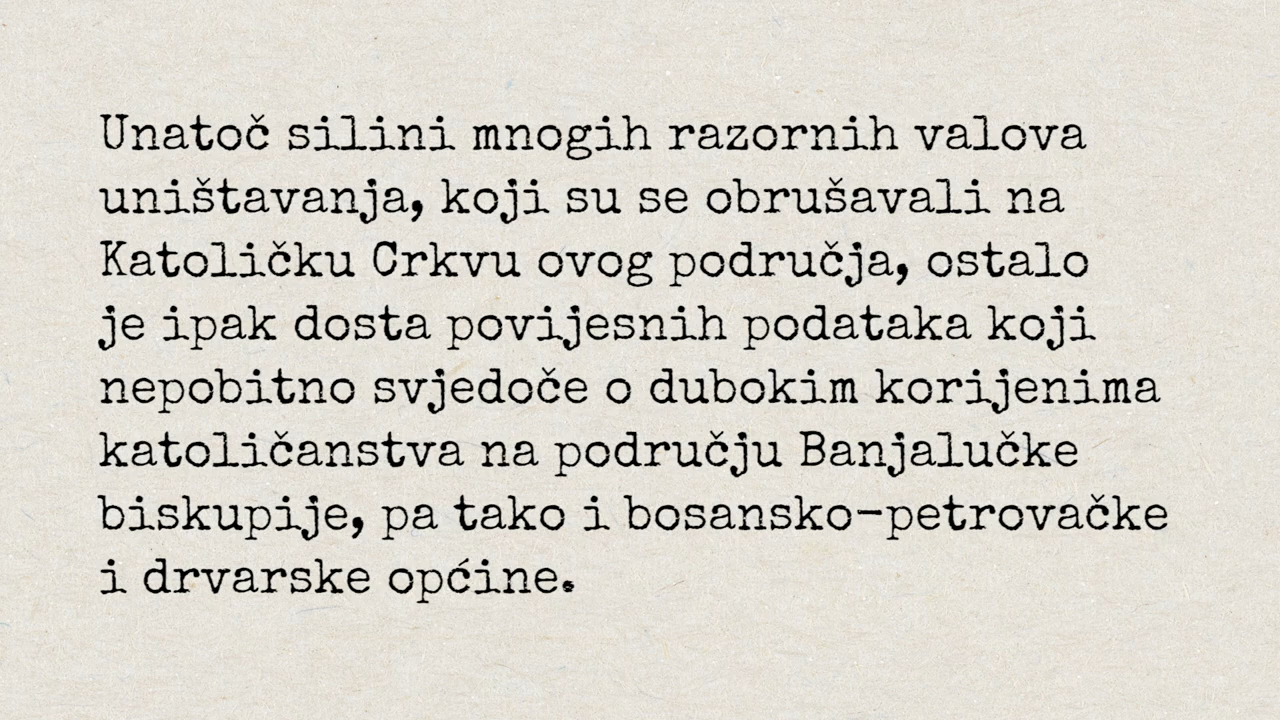 Unatoč silini mnogih razornih valova
uništavanja, koji su se obrušavali na
Katoličku Crkvu ovog područja, ostalo
je ipak dosta povijesnih podataka koji
nepobitno svjedoče o dubokim korijenima
katoličanstva na području Banjalučke
biskupije, pa tako i bosansko-petrovačke
i drvarske općine.